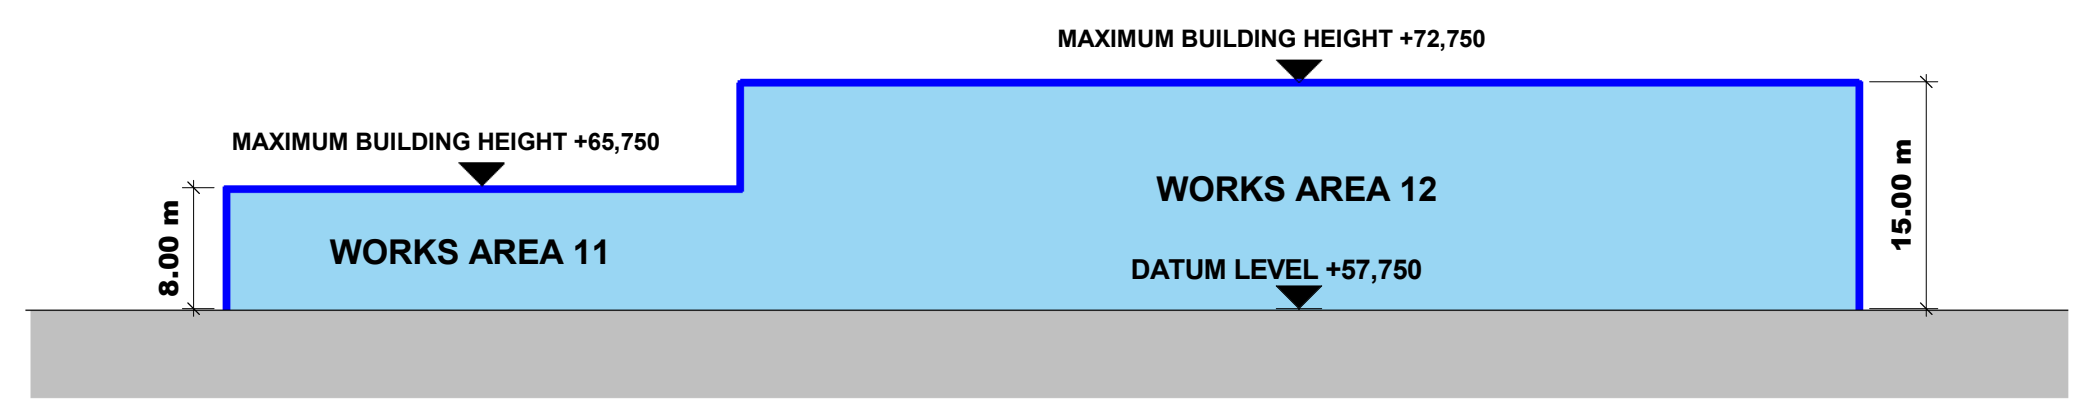 MAXIMUM BUILDING HEIGHT +72,750
MAXIMUM BUILDING HEIGHT +65,750
8.00 m
WORKS AREA 11
WORKS AREA 12
15.00 m
DATUM LEVEL +57,750